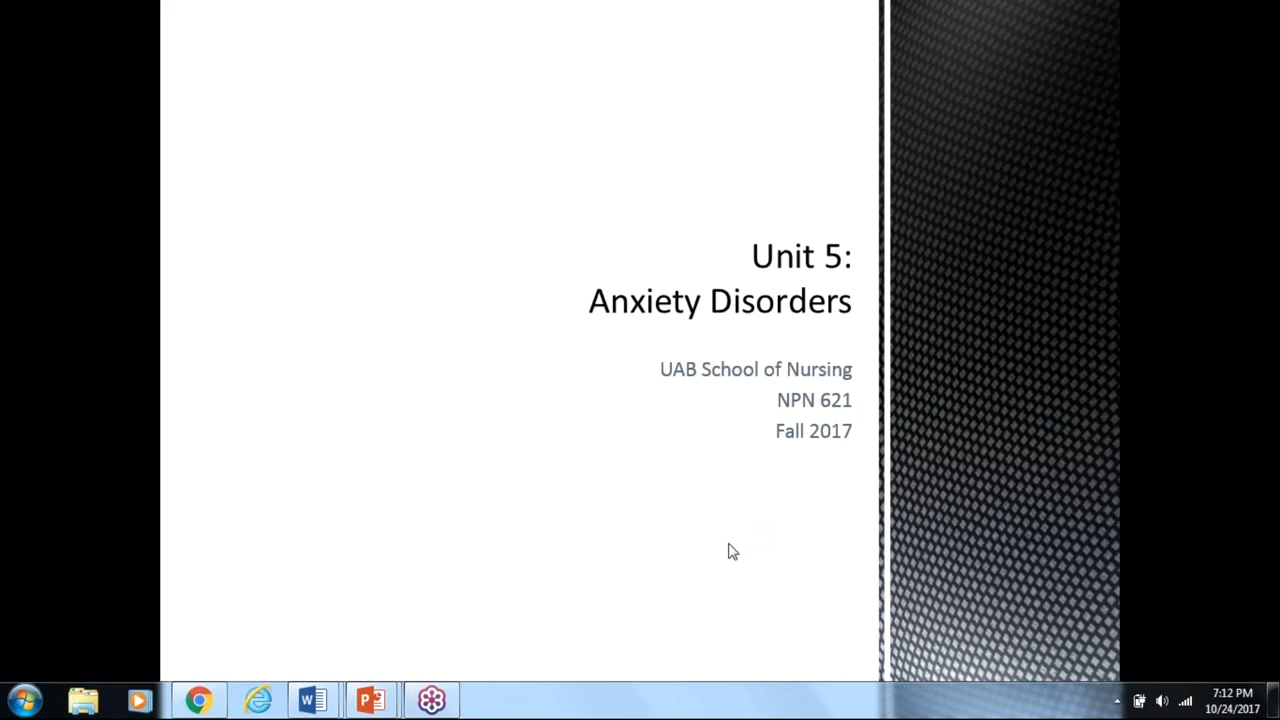 Unit 5:
Anxiety Disorders
UAB School of Nursing
NPN 621
Fall 2017
7:12 PM
10/24/2017